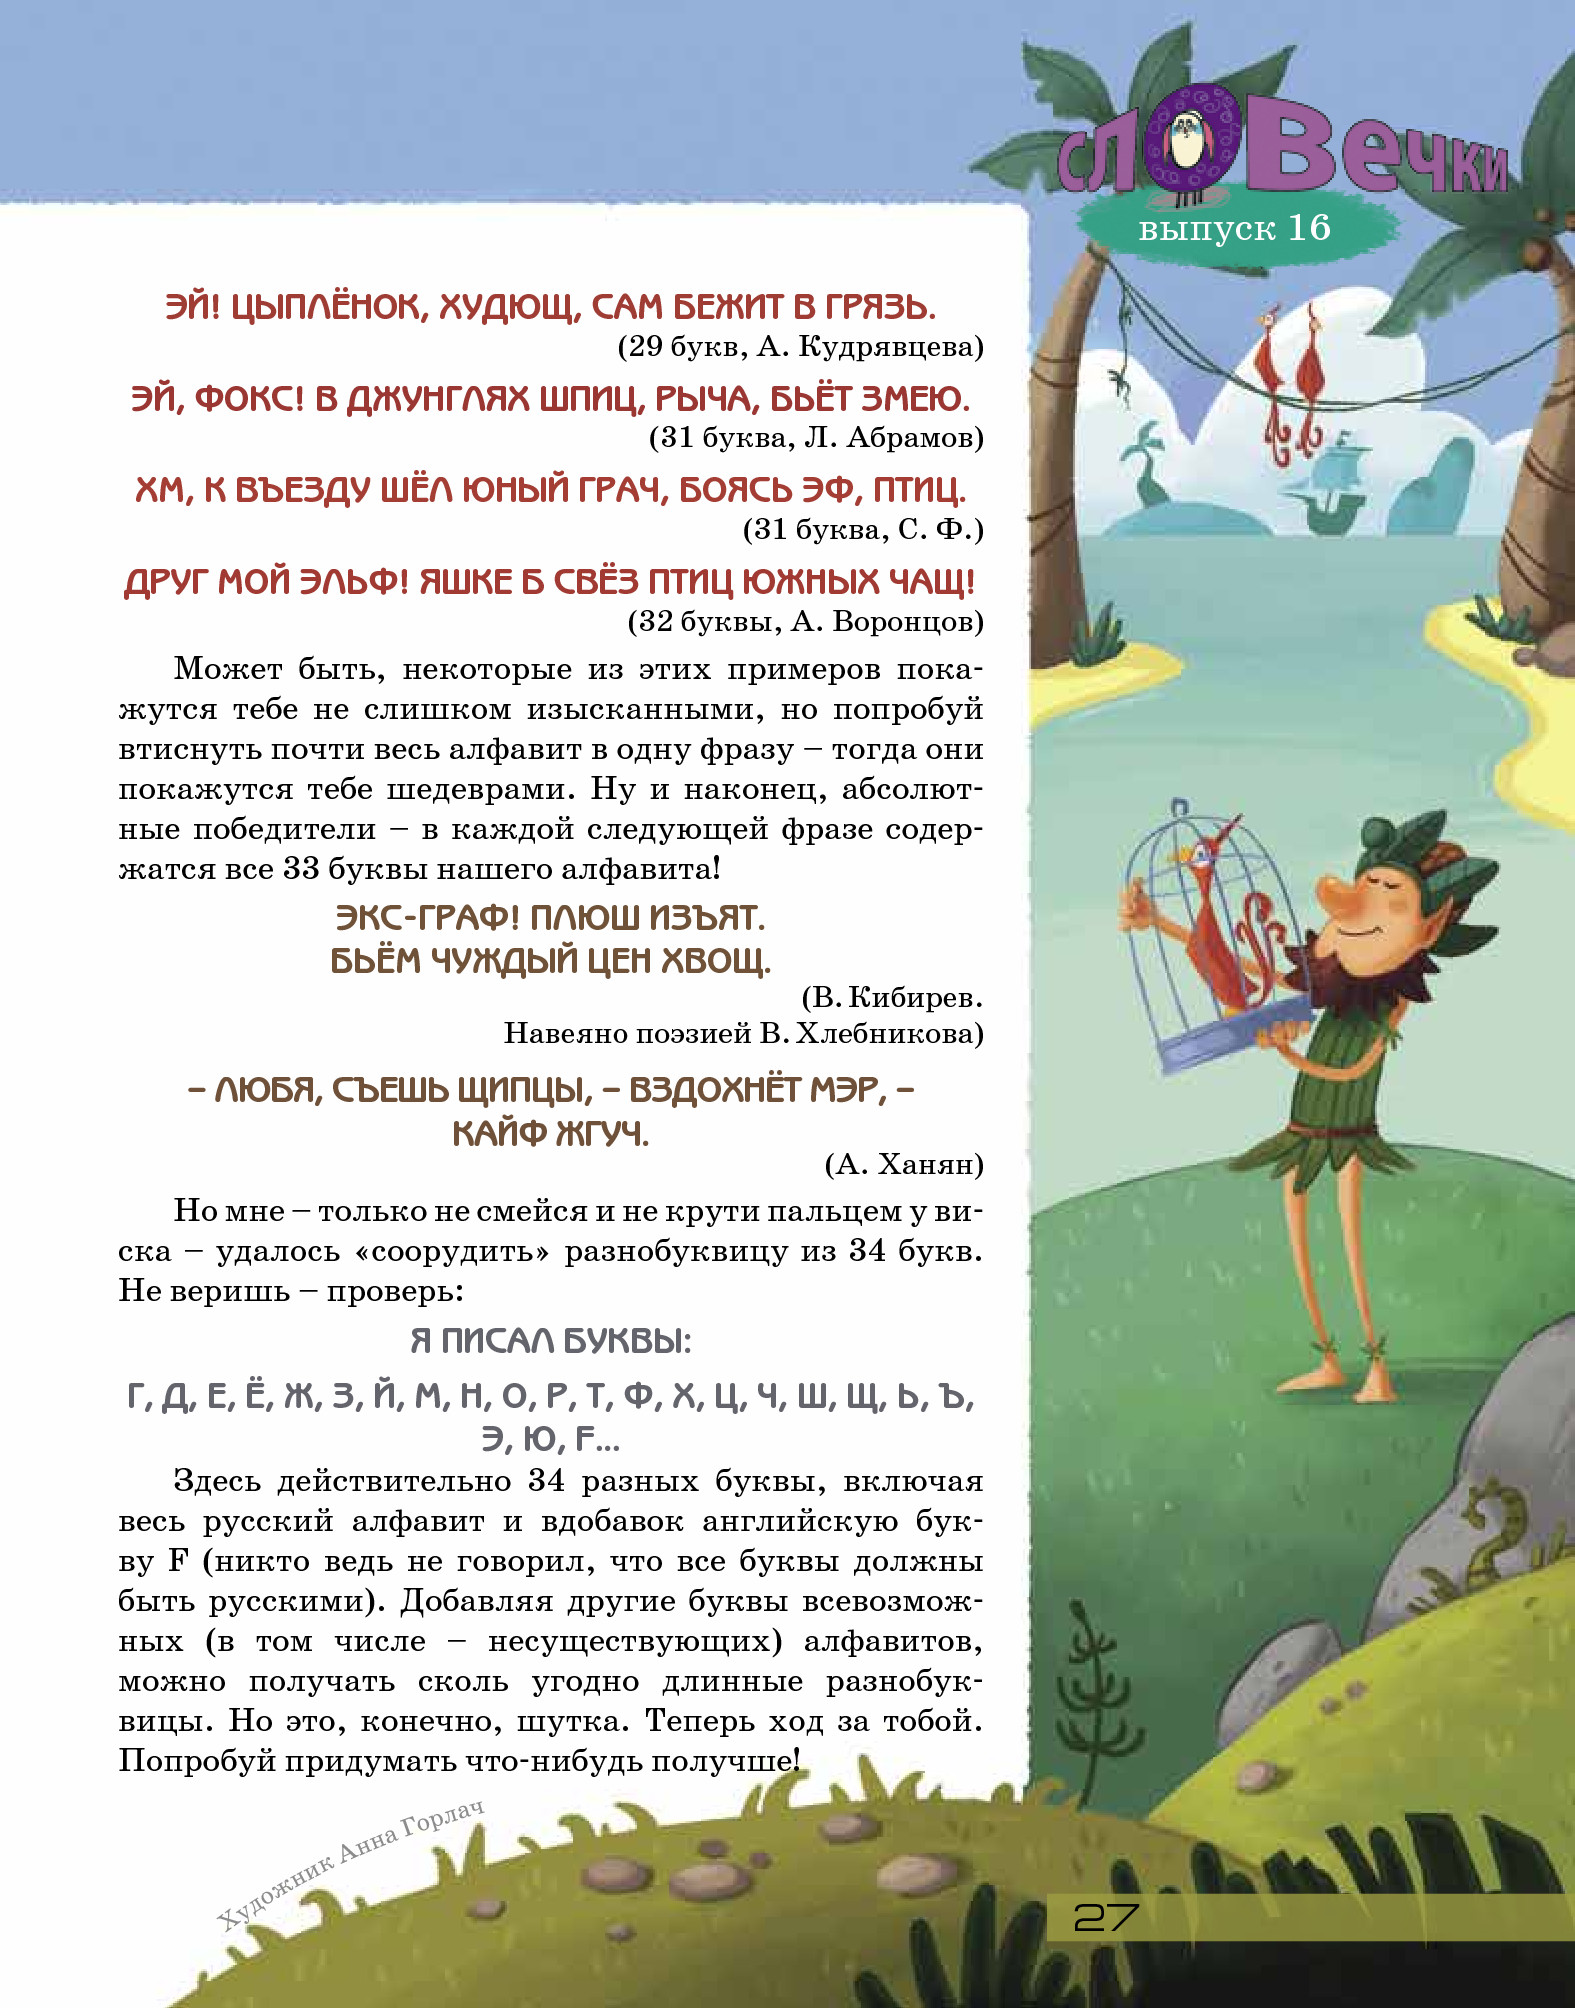 слОВечки
выпуск 16
ЭЙ! ЦЫПЛЁНОК, ХУДЮЩ, САМ БЕЖИТ В ГРЯЗЬ.
(29 букв, А. Кудрявцева)
ЭЙ, ФОКС! В ДЖУНГЛЯХ ШПИЦ, РЫЧА, БЬЁТ ЗМЕЮ.
(31 буква, Л. Абрамов)
ХМ, К ВЪЕЗДУ ШЁЛ ЮНЫЙ ГРАЧ, БОЯСЬ ЭФ, ПТИЦ.
(31 буква, С. Ф.)
ДРУГ МОЙ ЭЛЬФ! ЯШКЕ Б СВЁЗ ПТИЦ ЮЖНЫХ ЧАЩ!
(32 буквы, А. Воронцов)
Может быть, некоторые из этих примеров пока-
жутся тебе не слишком изысканными, но попробуй
втиснуть почти весь алфавит в одну фразу – тогда они
покажутся тебе шедеврами. Ну и наконец, абсолют-
ные победители – в каждой следующей фразе содер-
жатся все 33 буквы нашего алфавита!
ЭКС-ГРАФ! ПЛЮШ ИЗЪЯТ.
БЬЁМ ЧУЖДЫЙ ЦЕН ХВОЩ.
(В. Кибирев.
Навеяно поэзией В. Хлебникова)
– ЛЮБЯ, СЪЕШЬ ЩИПЦЫ, – ВЗДОХНЁТ МЭР, –
КАЙФ ЖГУЧ.
(А. Ханян)
Но мне – только не смейся и не крути пальцем у ви-
ска – удалось «соорудить» разнобуквицу из 34 букв.
Не веришь – проверь:
Я ПИСАЛ БУКВЫ:
Г, Д, Е, Ё, Ж, З, Й, М, Н, О, Р, Т, Ф, Х, Ц, Ч, Ш, Щ, Ь, Ъ,
Э, Ю, F...
Здесь действительно 34 разных буквы, включая
весь русский алфавит и вдобавок английскую бук-
ву F (никто ведь не говорил, что все буквы должны
быть русскими). Добавляя другие буквы всевозмож-
ных (в том числе – несуществующих) алфавитов,
можно получать сколь угодно длинные разнобук-
вицы. Но это, конечно, шутка. Теперь ход за тобой.
Попробуй придумать что-нибудь получше!
Художник Анна Горлач
27